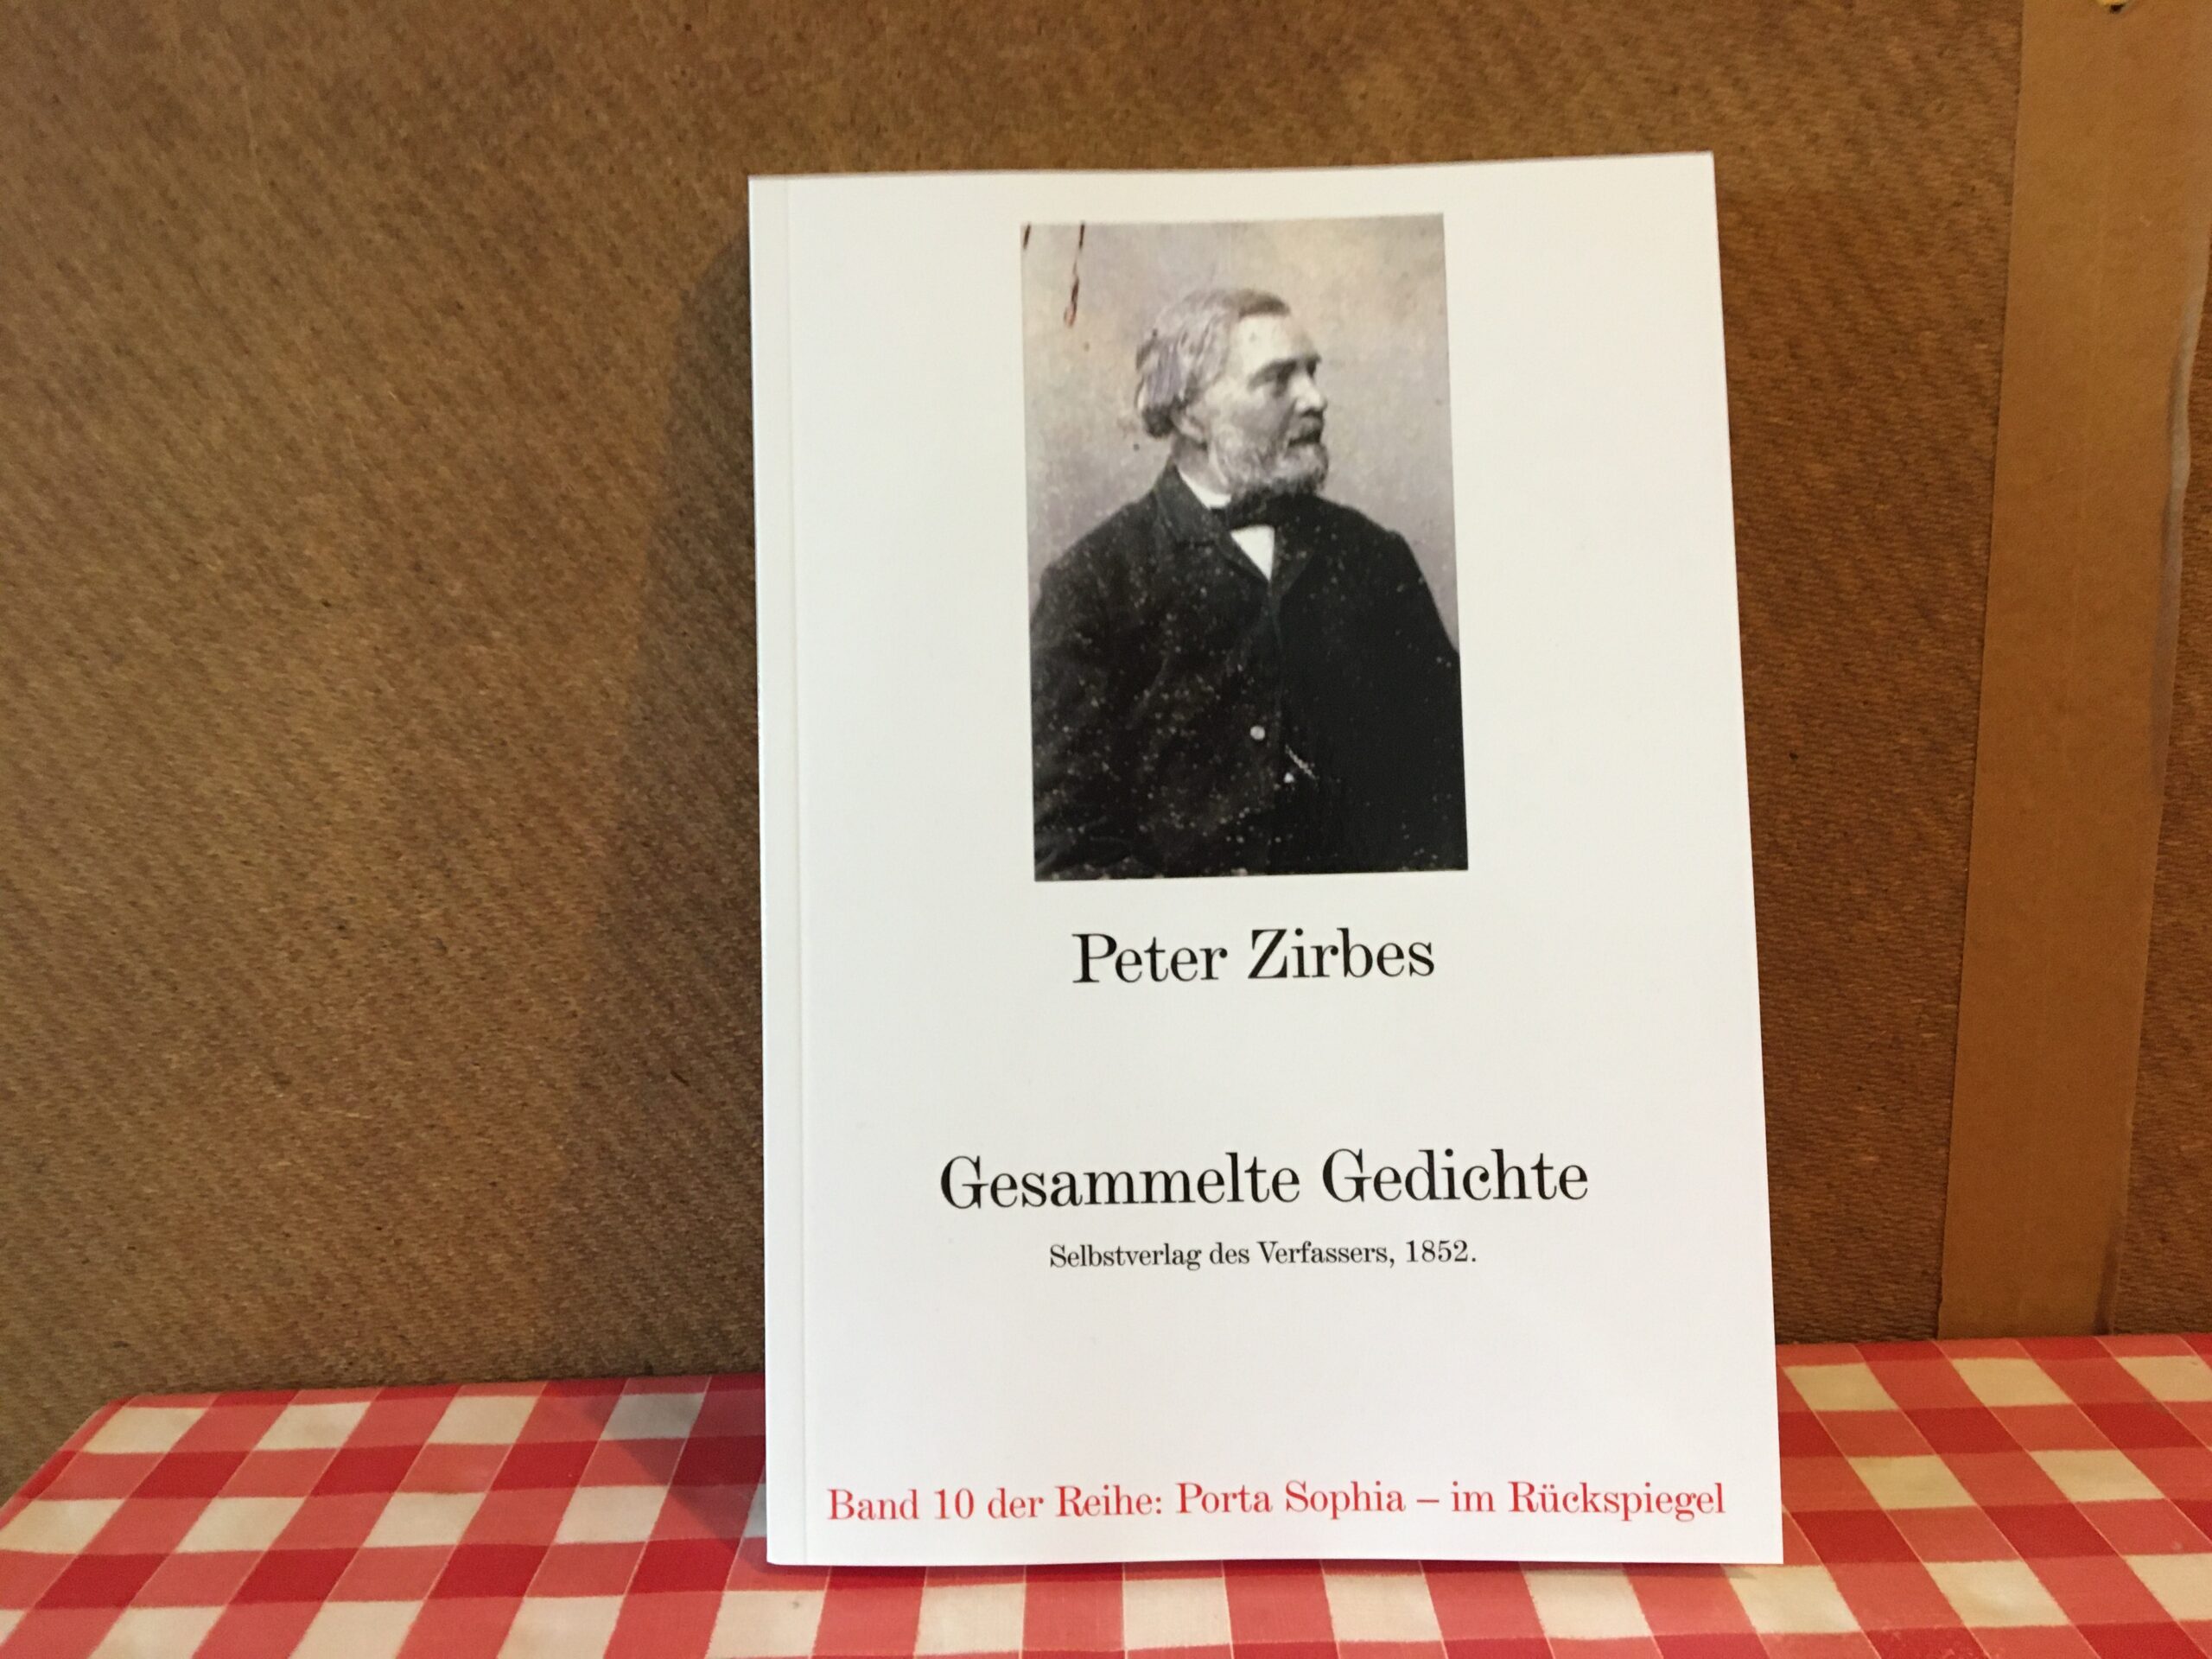 Peter Zirbes
Gesammelte Gedichte
Selbstverlag des Verfassers, 1852.
Band 10 der Reihe: Porta Sophia – im Rückspiegel